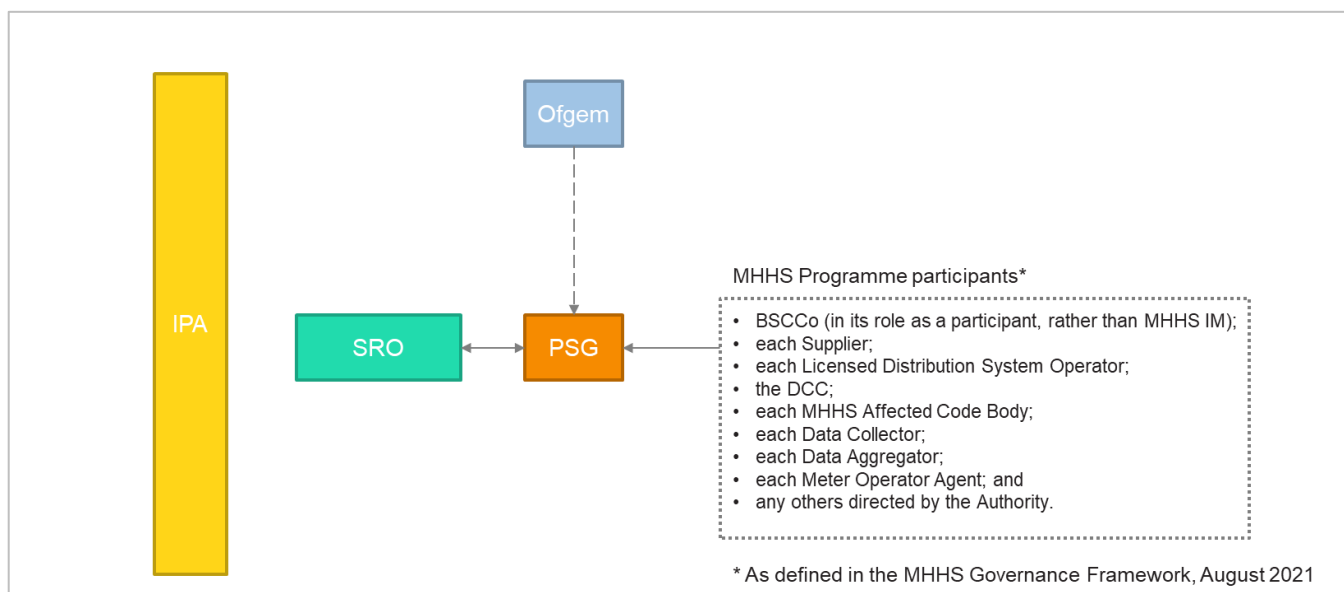 Ofgem
IPA
SRO
PSG
MHHS Programme participants*
• BSCCo (in its role as a participant, rather than MHHS IM);
• each Supplier;
• each Licensed Distribution System Operator;
• the DCC;
• each MHHS Affected Code Body;
• each Data Collector;
• each Data Aggregator;
• each Meter Operator Agent; and
• any others directed by the Authority.
* As defined in the MHHS Governance Framework, August 2021